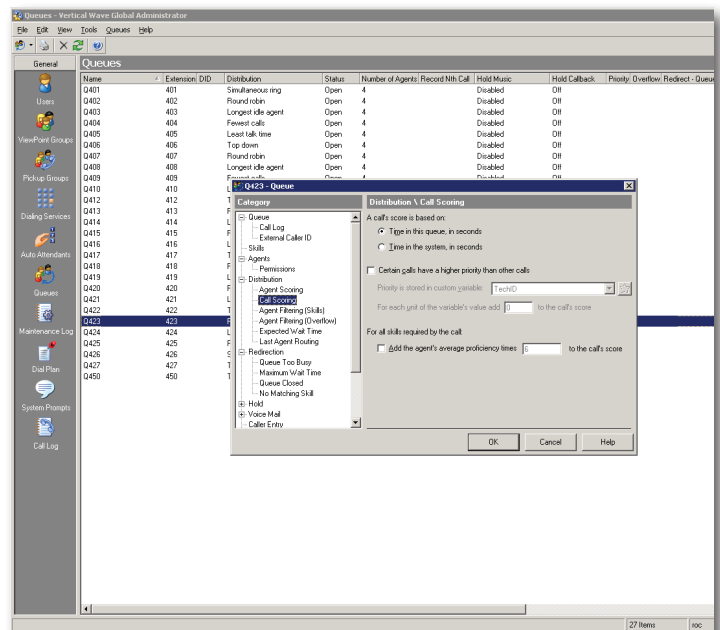 Queues - Vertical Wave Global Administrator
File Edit View Tools Queues Help
General
Queues
Users
ViewPoint Groups
Pickup Groups
Dialing Services
Auto Attendants
Queues
Maintenance Log
Dial Plan
System Prompts
Call Log
Name Extension DID Distribution Status Number of Agents Record Nth Call Hold Music Hold Callback Priority Overflow Redirect - Queue
Q401 401 Simultaneous ring Open 4 Disabled Off
Q402 402 Round robin Open 4 Disabled Off
Q403 403 Longest idle agent Open 4 Disabled Off
Q404 404 Fewest calls Open 4 Disabled Off
Q405 405 Least talk time Open 4 Disabled Off
Q406 406 Top down Open 4 Disabled Off
Q407 407 Round robin Open 4 Disabled Off
Q408 408 Longest idle agent Open 4 Disabled Off
Q409 409 Fewest calls Open 4 Disabled Off
Q410 410 L
Q412 412 T
Q413 413 F
Q414 414 L
Q415 415 F
Q416 416 L
Q417 417 T
Q418 418 F
Q419 419 L
Q420 420 F
Q421 421 L
Q422 422 T
Q423 423
Q424 424 L
Q425 425 F
Q426 426 S
Q427 427 T
Q450 450 T
Q423 - Queue
Category
Queue
Call Log
External Caller ID
Skills
Agents
Permissions
Distribution
Agent Scoring
Call Scoring
Agent Filtering (Skills)
Agent Filtering (Overflow)
Expected Wait Time
Last Agent Routing
Redirection
Queue Too Busy
Maximum Wait Time
Queue Closed
No Matching Skill
Hold
Voice Mail
Caller Entry
Distribution \ Call Scoring
A call's score is based on:
Time in this queue, in seconds
Time in the system, in seconds
Certain calls have a higher priority than other calls
Priority is stored in custom variable: TechID
For each unit of the variable's value add 0 to the call's score
For all skills required by the call:
Add the agent's average proficiency times 6 to the call's score
OK Cancel Help
27 Items roc